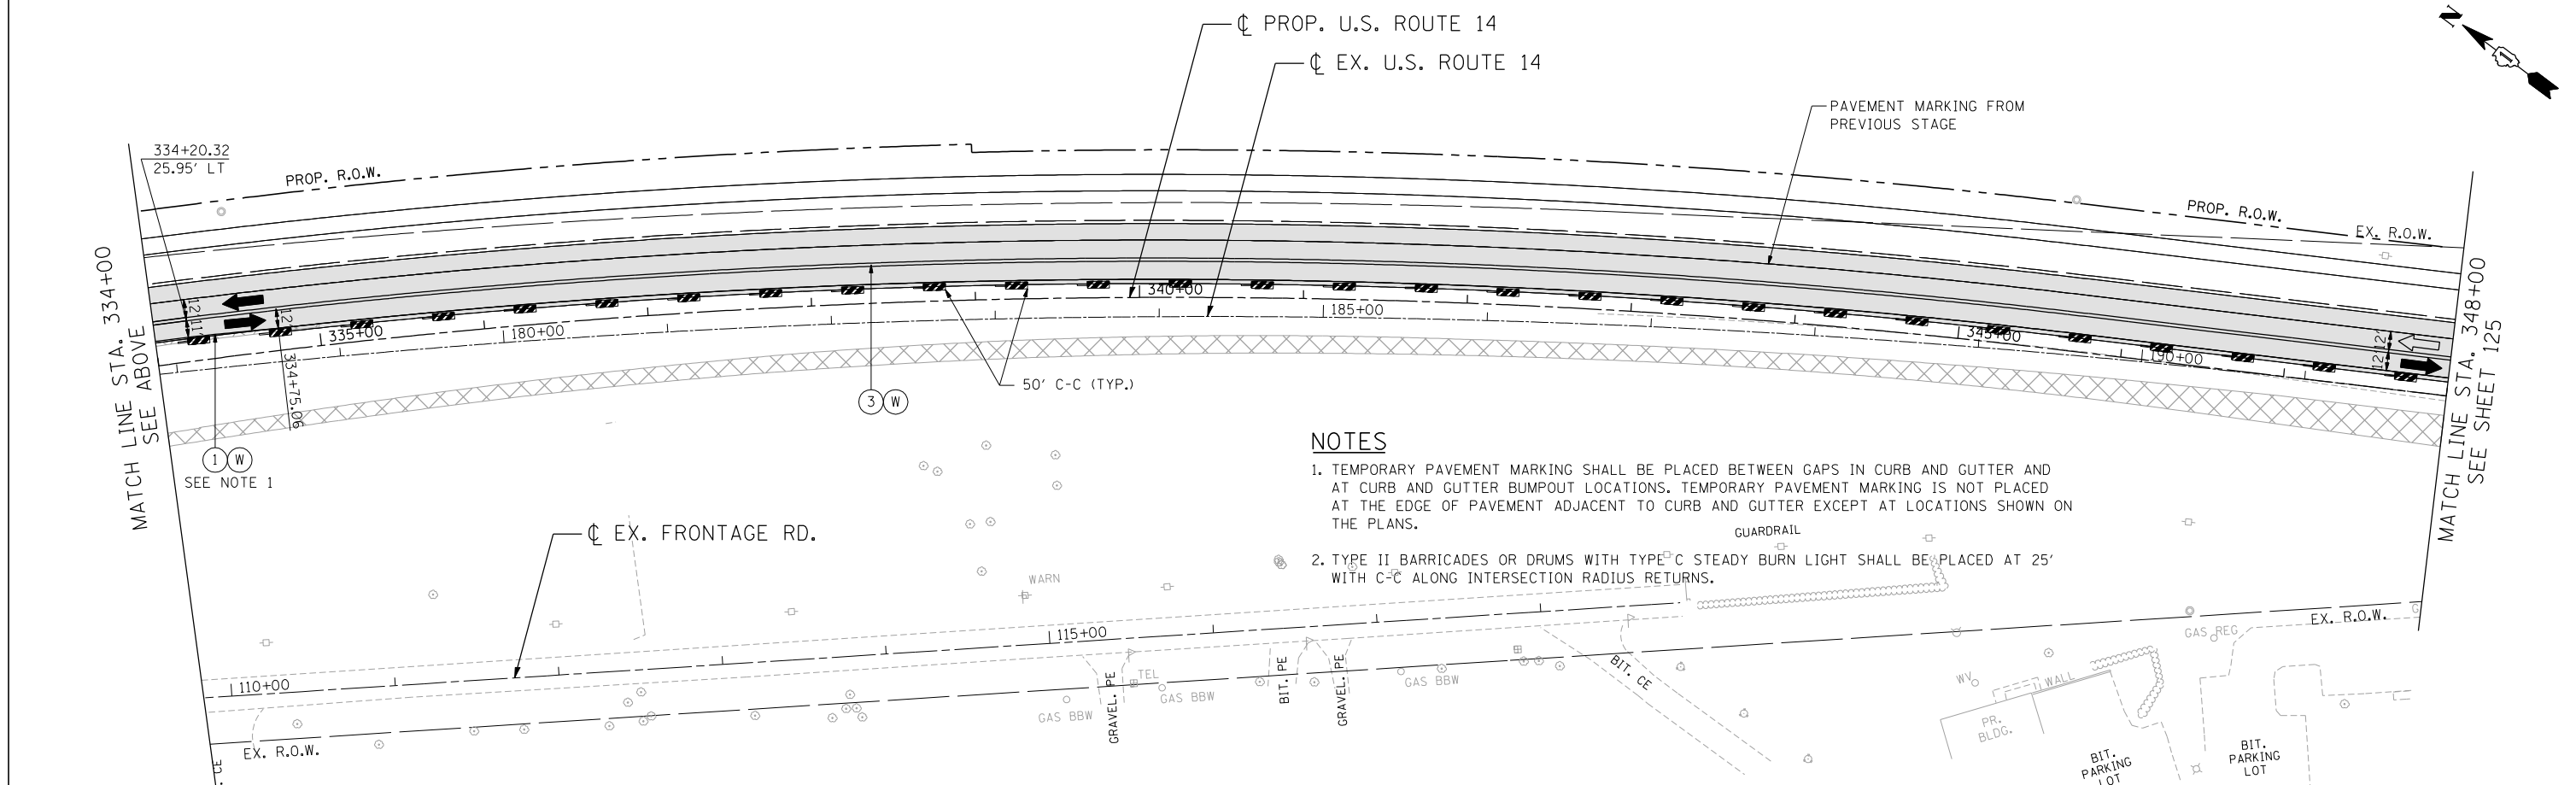 ℄ PROP. U.S. ROUTE 14
℄ EX. U.S. ROUTE 14
N
1
PAVEMENT MARKING FROM
PREVIOUS STAGE
334+20.32
25.95' LT
PROP. R.O.W.
PROP. R.O.W.
EX. R.O.W.
MATCH LINE STA. 334+00
SEE ABOVE
12'
11'
12'
334+75.06
335+00
180+00
340+00
185+00
345+00
190+00
12'
12'
MATCH LINE STA. 348+00
SEE SHEET 125
50' C-C (TYP.)
3 W
1 W
SEE NOTE 1
NOTES
1. TEMPORARY PAVEMENT MARKING SHALL BE PLACED BETWEEN GAPS IN CURB AND GUTTER AND
AT CURB AND GUTTER BUMPOUT LOCATIONS. TEMPORARY PAVEMENT MARKING IS NOT PLACED
AT THE EDGE OF PAVEMENT ADJACENT TO CURB AND GUTTER EXCEPT AT LOCATIONS SHOWN ON
THE PLANS.
GUARDRAIL
2. TYPE II BARRICADES OR DRUMS WITH TYPE C STEADY BURN LIGHT SHALL BE PLACED AT 25'
WITH C-C ALONG INTERSECTION RADIUS RETURNS.
℄ EX. FRONTAGE RD.
WARN
115+00
110+00
EX. R.O.W.
CE
GAS BBW
GRAVEL. PE
TEL
GAS BBW
BIT. PE
GRAVEL. PE
GAS BBW
BIT. CE
WV
WALL
PR.
BLDG.
GAS REG
EX. R.O.W.
G
BIT.
PARKING
LOT
BIT.
PARKING
LOT